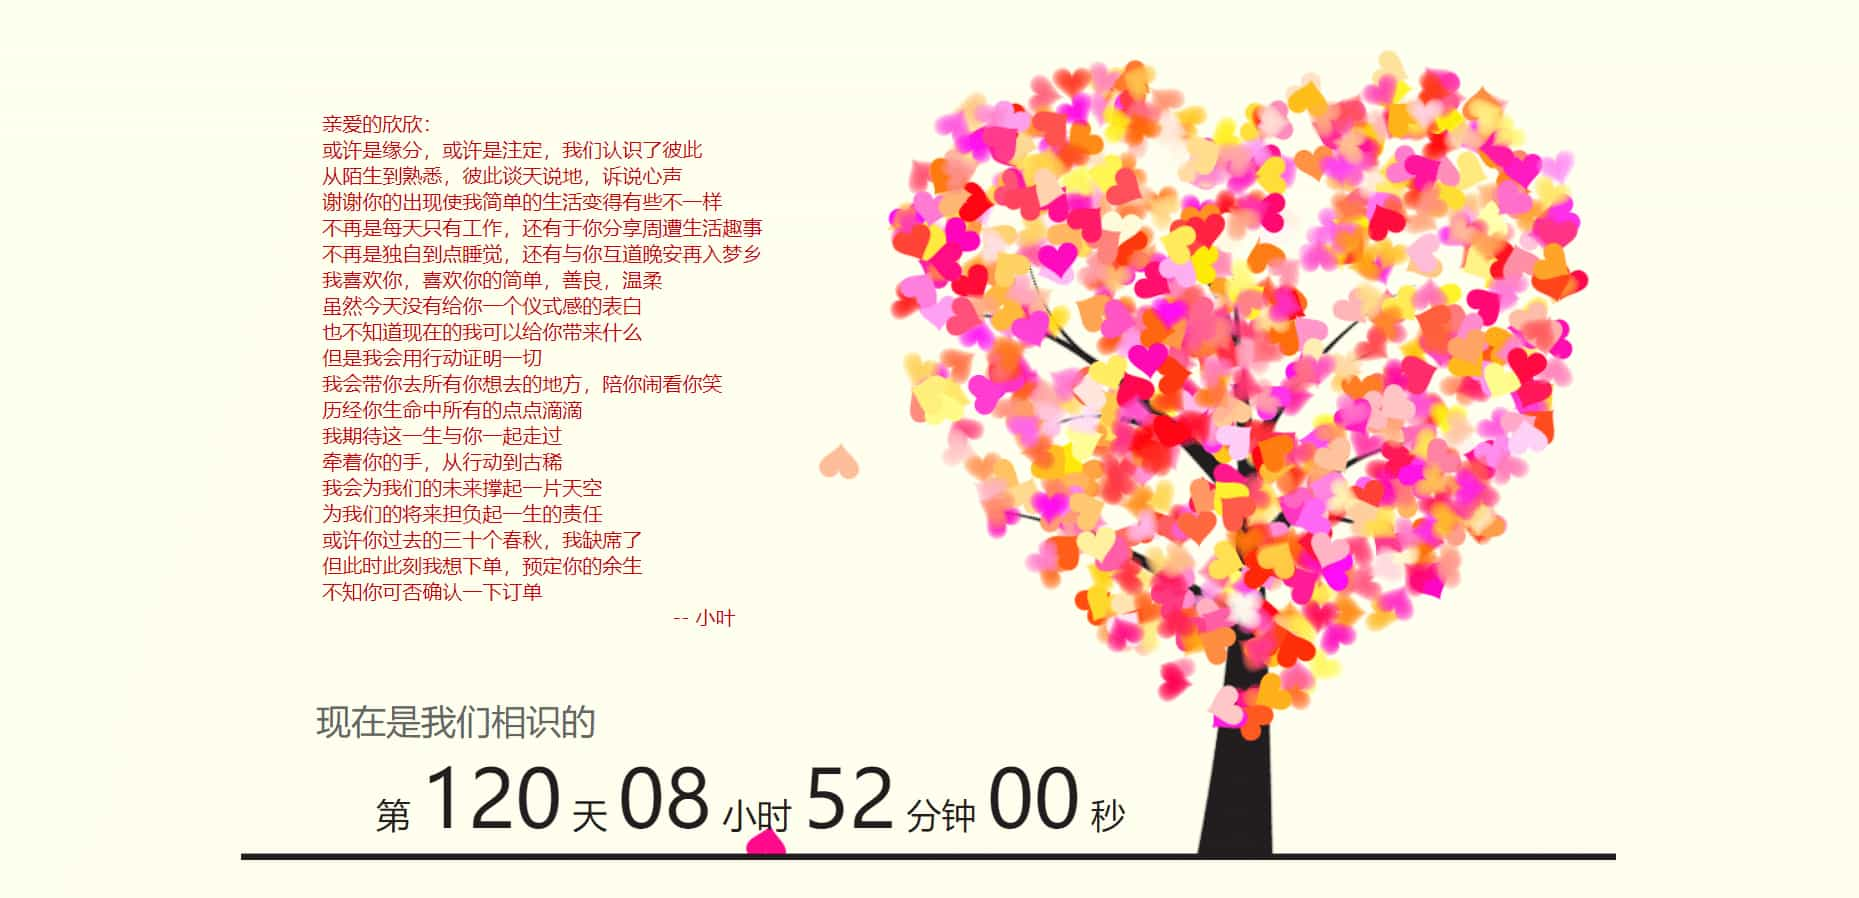 亲爱的欣欣:
或许是缘分，或许是注定，我们认识了彼此
从陌生到熟悉，彼此谈天说地，诉说心声
谢谢你的出现使我简单的生活变得有些不一样
不再是每天只有工作，还有于你分享周遭生活趣事
不再是独自到点睡觉，还有与你互道晚安再入梦乡
我喜欢你，喜欢你的简单，善良，温柔
虽然今天没有给你一个仪式感的表白
也不知道现在的我可以给你带来什么
但是我会用行动证明一切
我会带你去所有你想去的地方，陪你闹看你笑
历经你生命中所有的点点滴滴
我期待这一生与你一起走过
牵着你的手，从行动到古稀
我会为我们的未来撑起一片天空
为我们的将来担负起一生的责任
或许你过去的三十个春秋，我缺席了
但此时此刻我想下单，预定你的余生
不知你可否确认一下订单
-- 小叶
现在是我们相识的
第 120 天 08 小时 52 分钟 00 秒